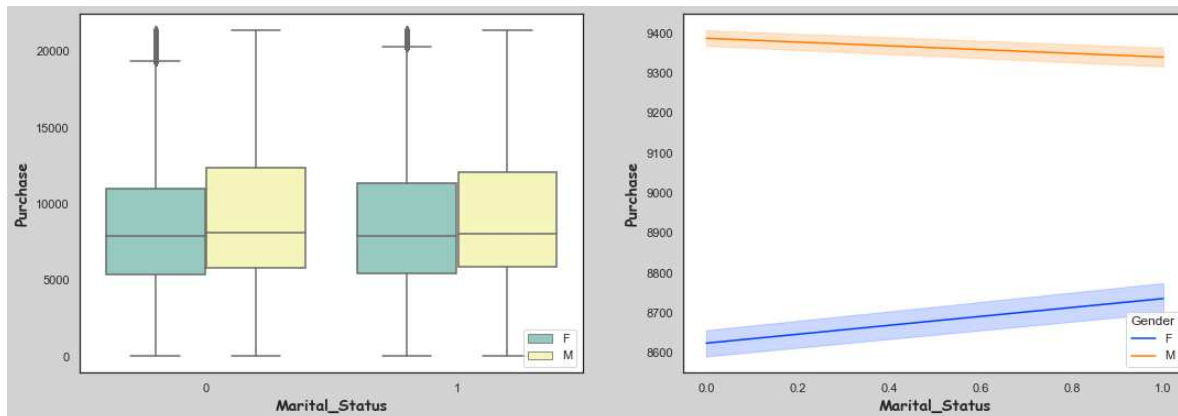 20000
15000
10000
5000
0
Purchase
F
M
0 1
Marital_Status
9400
9300
9200
9100
9000
8900
8800
8700
8600
Purchase
Gender
F
M
0.0 0.2 0.4 0.6 0.8 1.0
Marital_Status